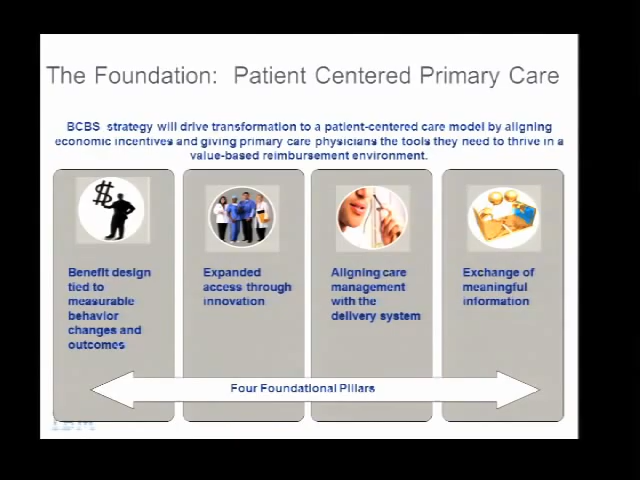 The Foundation: Patient Centered Primary Care
BCBS strategy will drive transformation to a patient-centered care model by aligning
economic incentives and giving primary care physicians the tools they need to thrive in a
value-based reimbursement environment.
Benefit design
tied to
measurable
behavior
changes and
outcomes
Expanded
access through
innovation
Aligning care
management
with the
delivery system
Exchange of
meaningful
information
Four Foundational Pillars
IBM